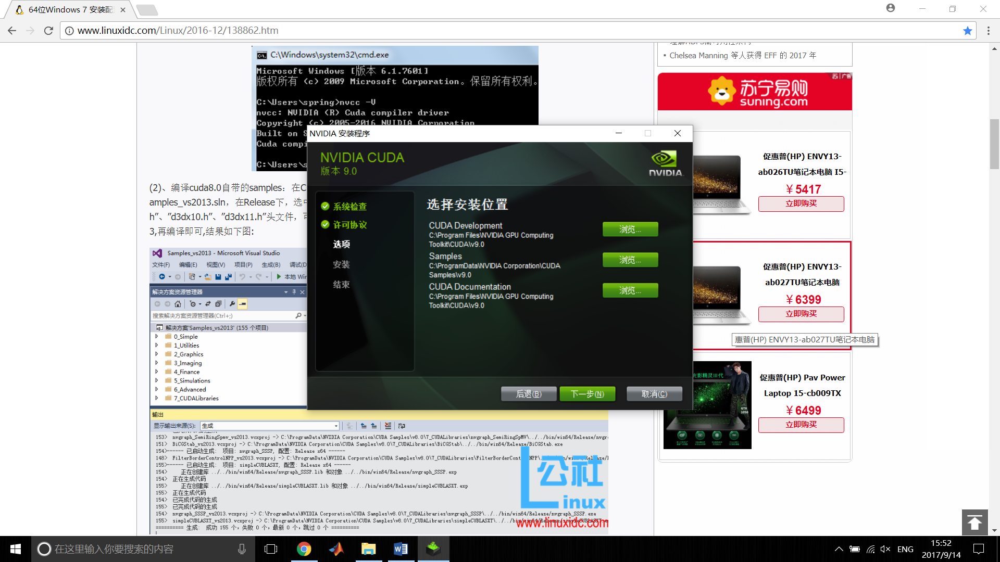 64位Windows 7 安装配
www.linuxidc.com/Linux/2016-12/138862.htm
C:\Windows\system32\cmd.exe
Microsoft Windows [版本 6.1.7601]
版权所有 (c) 2009 Microsoft Corporation。保留所有权利。
C:\Users\spring>nvcc -V
nvcc: NVIDIA (R) Cuda compiler driver
Copyright (c) 2005-2016 NVIDIA Corporation
Built on S
Cuda compi
C:\Users\s
(2)、编译cuda8.0自带的samples：在C
amples_vs2013.sln，在Release下，选中
h"、"d3dx10.h"、"d3dx11.h"头文件，可
3,再编译即可,结果如下图:
Samples_vs2013 - Microsoft Visual Studio
文件(F) 编辑(E) 视图(V) 项目(P) 生成(B) 调试(D
本地 Win
解决方案资源管理器
搜索解决方案资源管理器(Ctrl+;)
解决方案'Samples_vs2013' (155 个项目)
0_Simple
1_Utilities
2_Graphics
3_Imaging
4_Finance
5_Simulations
6_Advanced
7_CUDALibraries
输出
显示输出来源(S): 生成
153> nvgraph_SemiRingSpmv_vs2013.vcxproj -> C:\ProgramData\NVIDIA Corporation\CUDA Samples\v8.0\7_CUDALibraries\nvgraph_SemiRingSpMV\../../bin/win64/Release/nvgra
151> BiCGStab_vs2013.vcxproj -> C:\ProgramData\NVIDIA Corporation\CUDA Samples\v8.0\7_CUDALibraries\BiCGStab\../../bin/win64/Release/BiCGStab.exe
154>------ 已启动生成: 项目: nvgraph_SSSP, 配置: Release x64 ------
148> FilterBorderControlNPP_vs2013.vcxproj -> C:\ProgramData\NVIDIA Corporation\CUDA Samples\v8.0\7_CUDALibraries\FilterBorderCont
155>------ 已启动生成: 项目: simpleCUBLASXT, 配置: Release x64 ------
154> 正在创建库 ../../bin/win64/Release/nvgraph_SSSP.lib 和对象 ../../bin/win64/Release/nvgraph_SSSP.exp
154> 正在生成代码
155> 正在创建库 ../../bin/win64/Release/simpleCUBLASXT.lib 和对象 ../../bin/win64/Release/simpleCUBLASXT.exp
155> 正在生成代码
154> 已完成代码的生成
155> 已完成代码的生成
154> nvgraph_SSSP_vs2013.vcxproj -> C:\ProgramData\NVIDIA Corporation\CUDA Samples\v8.0\7_CUDALibraries\nvgraph_SSSP\../../bin/win64/Release/nvgraph_SSSP.exe
155> simpleCUBLASXT_vs2013.vcxproj -> C:\ProgramData\NVIDIA Corporation\CUDA Samples\v8.0\7_CUDALibraries\simpleCUBLASXT\../../bin/win64/Release/simpleCUBLASXT
========== 生成: 成功 155 个，失败 0 个，最新 0 个，跳过 0 个 ==========
Linux公社
www.linuxidc.com
NVIDIA 安装程序
NVIDIA CUDA
版本 9.0
NVIDIA.
系统检查
许可协议
选项
安装
结束
选择安装位置
CUDA Development
C:\Program Files\NVIDIA GPU Computing
Toolkit\CUDA\v9.0
浏览...
Samples
C:\ProgramData\NVIDIA Corporation\CUDA
Samples\v9.0
浏览...
CUDA Documentation
C:\Program Files\NVIDIA GPU Computing
Toolkit\CUDA\v9.0
浏览...
后退(B) 下一步(N) 取消(C)
Chelsea Manning 等人获得 EFF 的 2017 年
苏|广告
苏宁易购
suning.com
促惠普(HP) ENVY13-
ab026TU笔记本电脑 I5-
¥5417
立即购买
促惠普(HP) ENVY13-
ab027TU笔记本电脑
¥6399
立即购买
惠普(HP) ENVY13-ab027TU笔记本电脑
光影精灵III代
GTX
1050
促惠普(HP) Pav Power
Laptop 15-cb009TX
¥6499
立即购买
在这里输入你要搜索的内容
ENG
15:52
2017/9/14